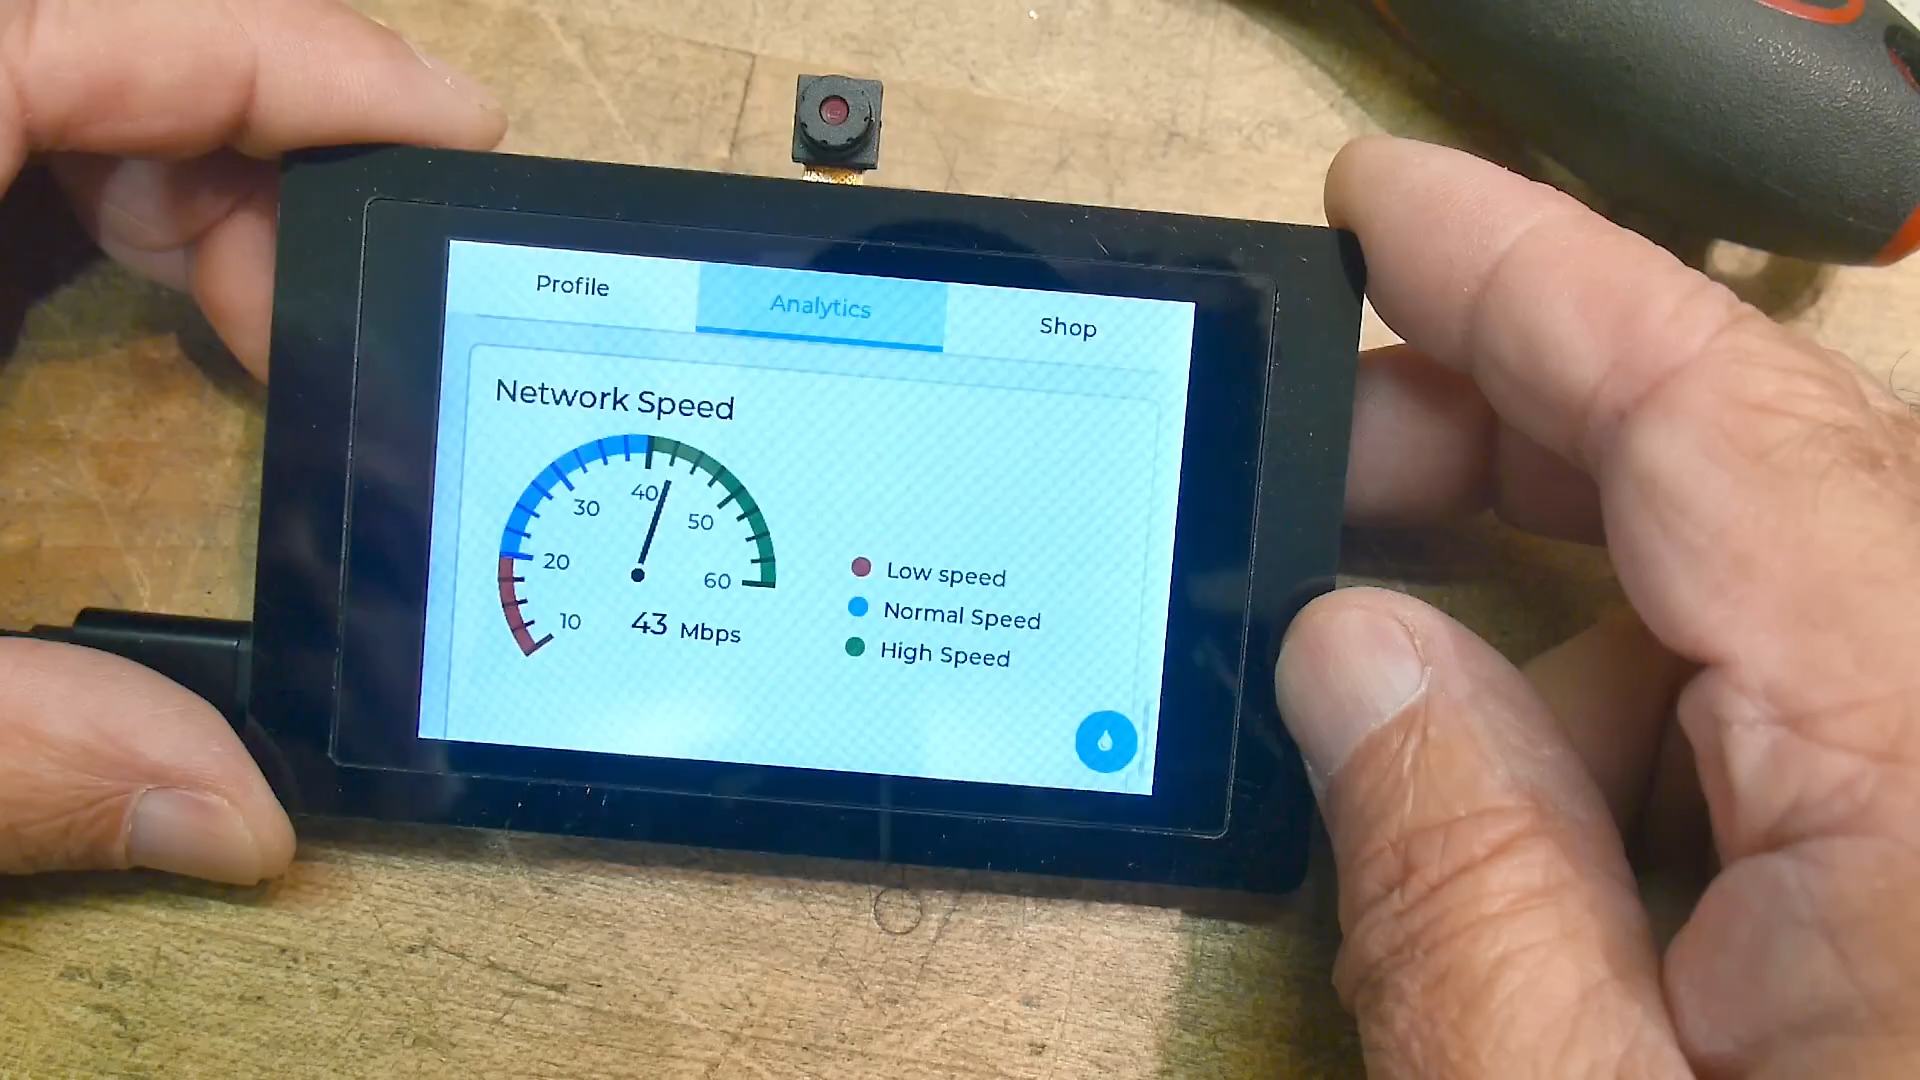 Profile
Analytics
Shop
Network Speed
10
20
30
40
50
60
43 Mbps
Low speed
Normal Speed
High Speed